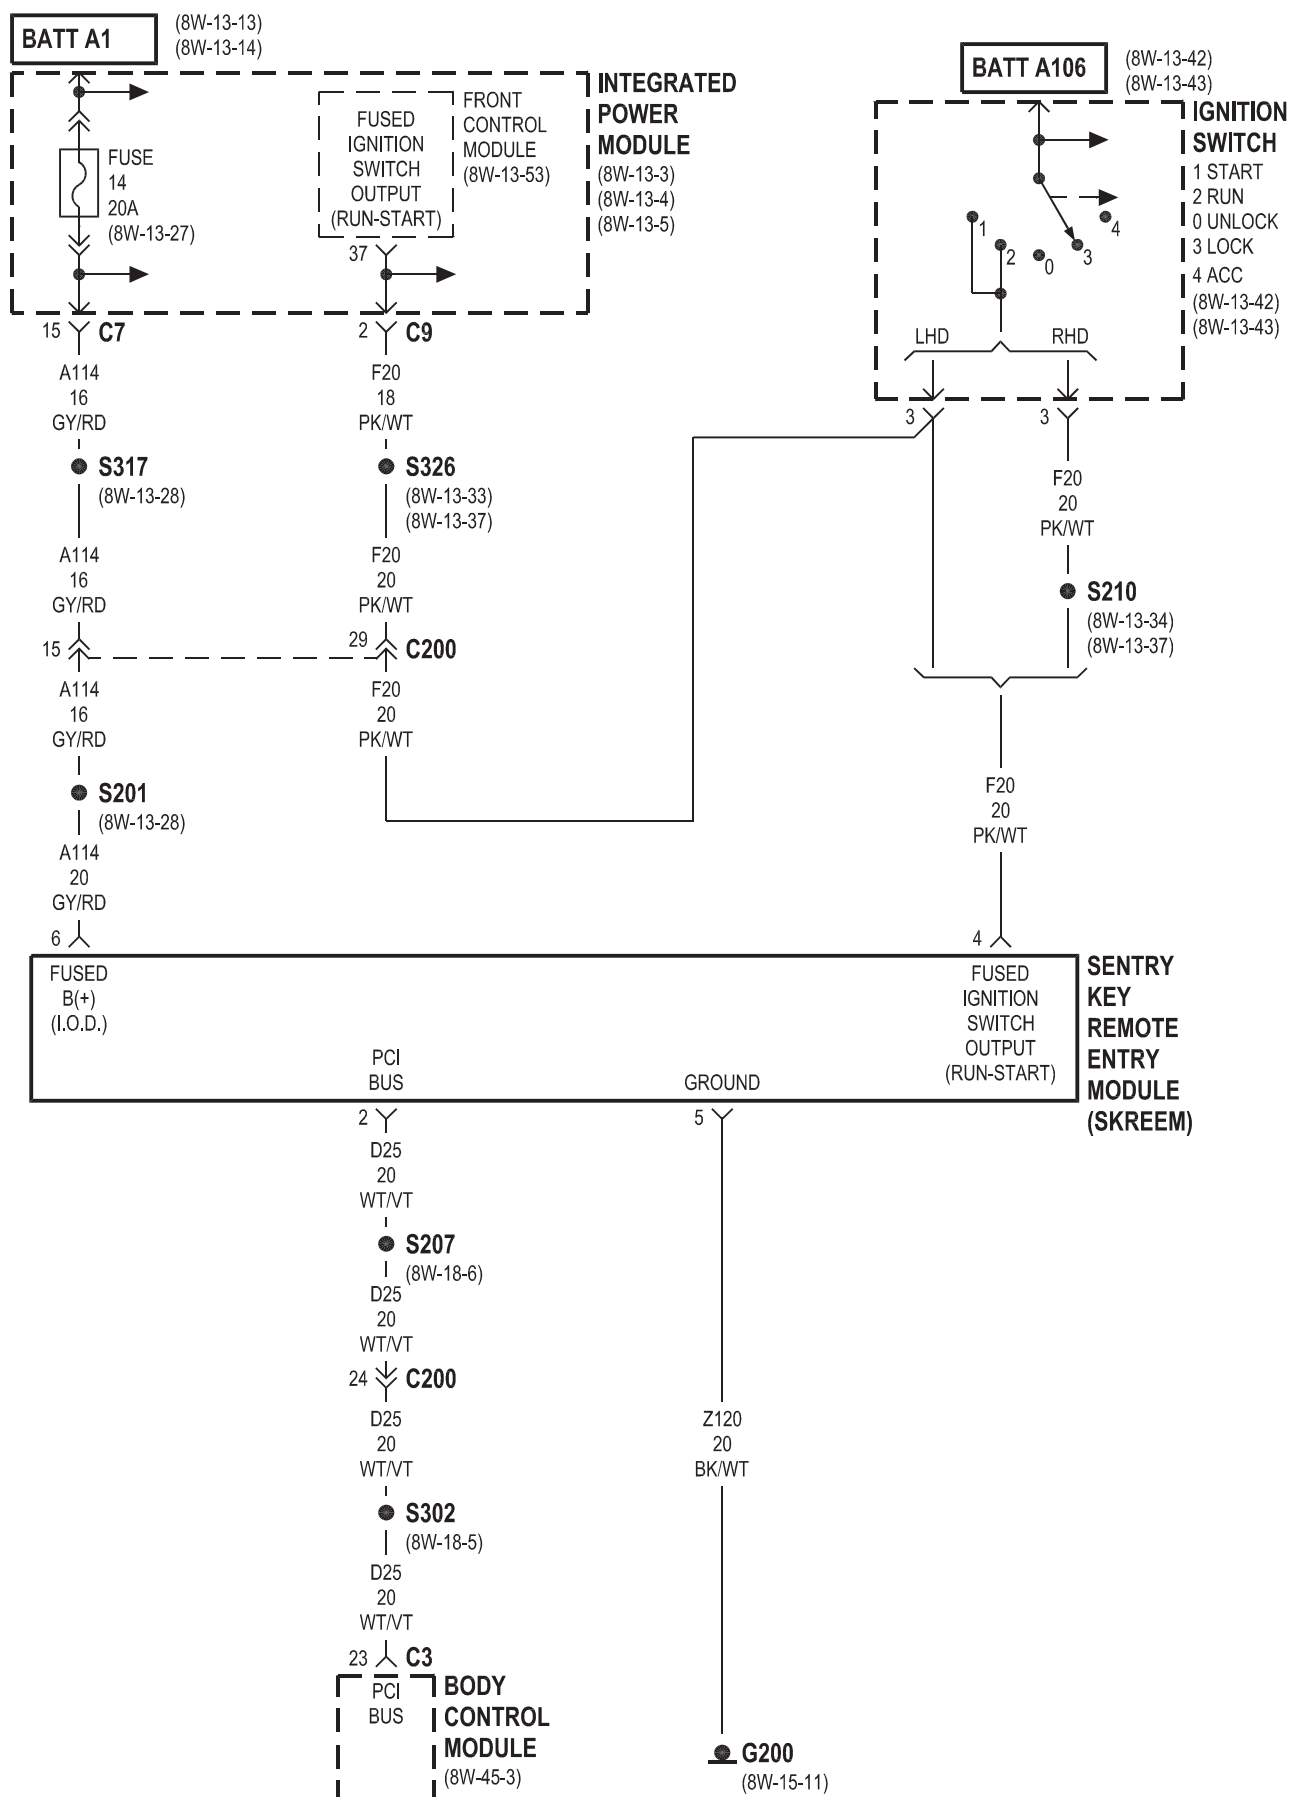 BATT A1
(8W-13-13)
(8W-13-14)
BATT A106
(8W-13-42)
(8W-13-43)
FUSE
14
20A
(8W-13-27)
FUSED
IGNITION
SWITCH
OUTPUT
(RUN-START)
37
FRONT
CONTROL
MODULE
(8W-13-53)
INTEGRATED
POWER
MODULE
(8W-13-3)
(8W-13-4)
(8W-13-5)
IGNITION
SWITCH
1 START
2 RUN
0 UNLOCK
3 LOCK
4 ACC
(8W-13-42)
(8W-13-43)
1
2
0
3
4
LHD
RHD
15
C7
2
C9
3
3
A114
16
GY/RD
F20
18
PK/WT
S317
(8W-13-28)
S326
(8W-13-33)
(8W-13-37)
F20
20
PK/WT
A114
16
GY/RD
F20
20
PK/WT
S210
(8W-13-34)
(8W-13-37)
15
29
C200
A114
16
GY/RD
F20
20
PK/WT
S201
(8W-13-28)
F20
20
PK/WT
A114
20
GY/RD
6
4
FUSED
B(+)
(I.O.D.)
PCI
BUS
GROUND
FUSED
IGNITION
SWITCH
OUTPUT
(RUN-START)
SENTRY
KEY
REMOTE
ENTRY
MODULE
(SKREEM)
2
5
D25
20
WT/VT
S207
(8W-18-6)
D25
20
WT/VT
24
C200
D25
20
WT/VT
Z120
20
BK/WT
S302
(8W-18-5)
D25
20
WT/VT
23
C3
PCI
BUS
BODY
CONTROL
MODULE
(8W-45-3)
G200
(8W-15-11)